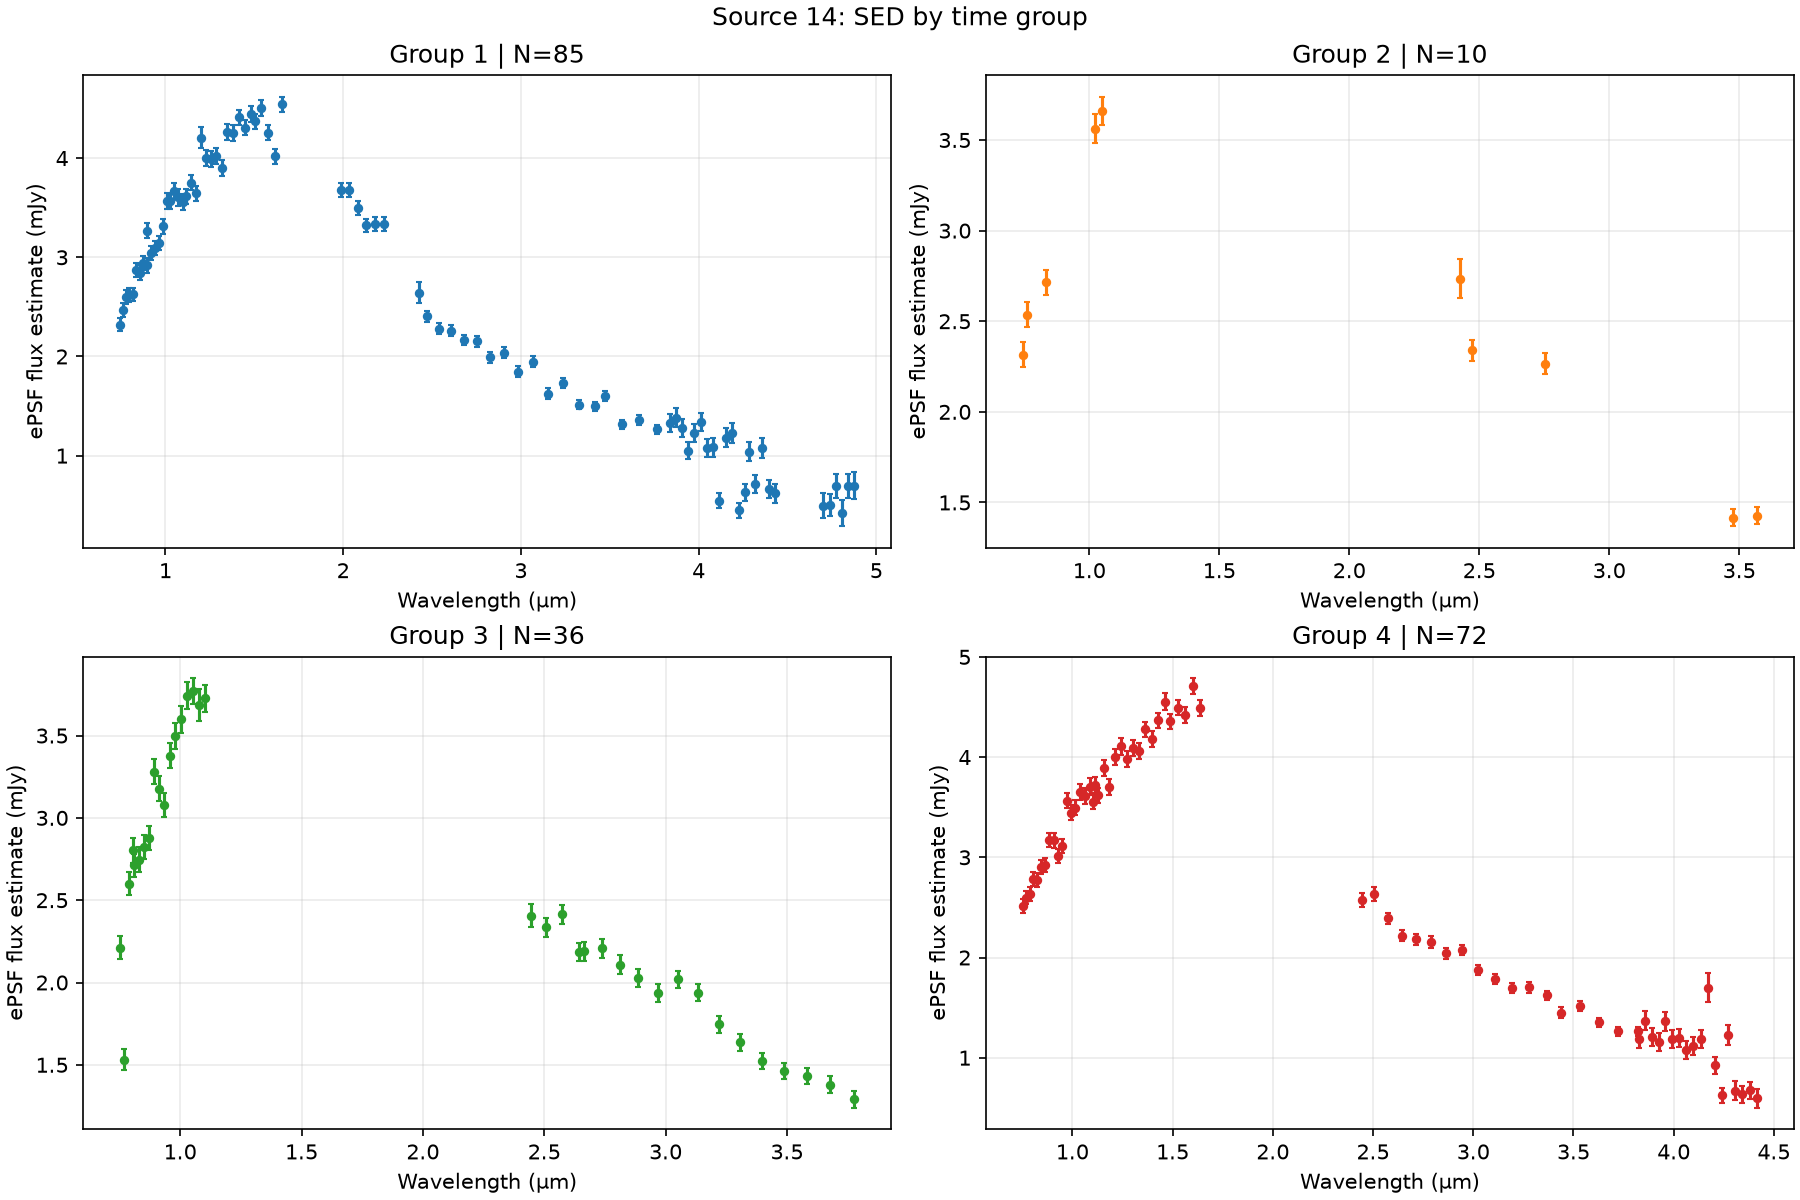 Source 14: SED by time group
Group 1 | N=85
ePSF flux estimate (mJy)
4
3
2
1
1 2 3 4 5
Wavelength (μm)
Group 2 | N=10
ePSF flux estimate (mJy)
3.5
3.0
2.5
2.0
1.5
1.0 1.5 2.0 2.5 3.0 3.5
Wavelength (μm)
Group 3 | N=36
ePSF flux estimate (mJy)
3.5
3.0
2.5
2.0
1.5
1.0 1.5 2.0 2.5 3.0 3.5
Wavelength (μm)
Group 4 | N=72
ePSF flux estimate (mJy)
5
4
3
2
1
1.0 1.5 2.0 2.5 3.0 3.5 4.0 4.5
Wavelength (μm)